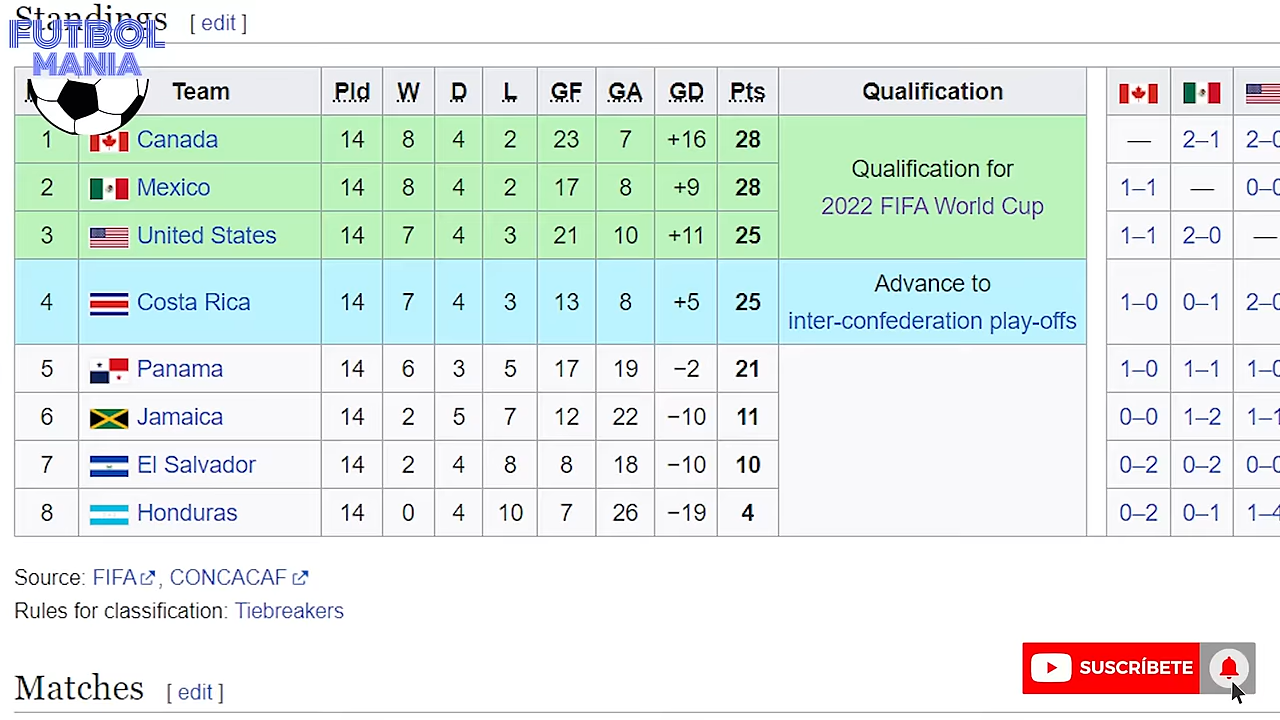 Standings [ edit ]
FUTBOL
MANIA
Team Pld W D L GF GA GD Pts Qualification
1 Canada 14 8 4 2 23 7 +16 28 Qualification for 2022 FIFA World Cup — 2–1
2 Mexico 14 8 4 2 17 8 +9 28 1–1 —
3 United States 14 7 4 3 21 10 +11 25 1–1 2–0 —
4 Costa Rica 14 7 4 3 13 8 +5 25 Advance to inter-confederation play-offs 1–0 0–1
5 Panama 14 6 3 5 17 19 −2 21 1–0 1–1
6 Jamaica 14 2 5 7 12 22 −10 11 0–0 1–2
7 El Salvador 14 2 4 8 8 18 −10 10 0–2 0–2
8 Honduras 14 0 4 10 7 26 −19 4 0–2 0–1
Source: FIFA, CONCACAF
Rules for classification: Tiebreakers
SUSCRÍBETE
Matches [ edit ]